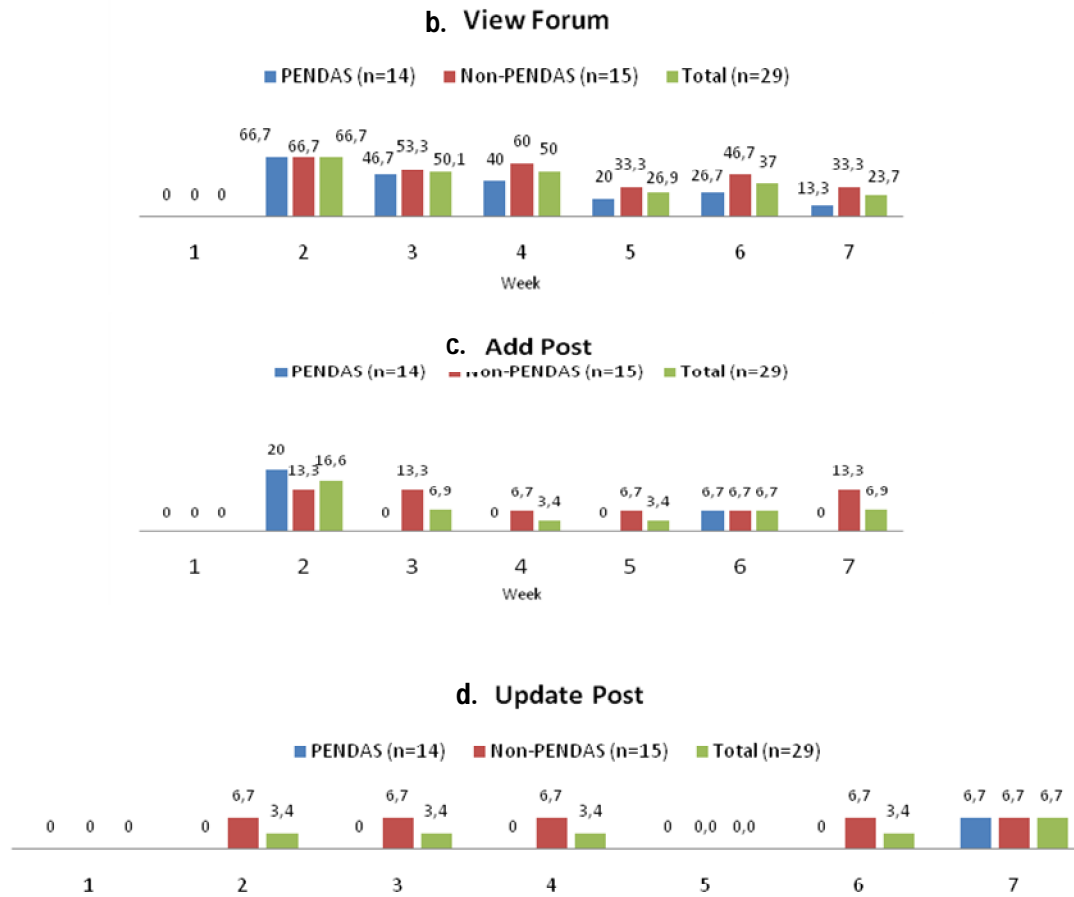 b. View Forum
PENDAS (n=14) Non-PENDAS (n=15) Total (n=29)
0 0 0 66,7 66,7 66,7 46,7 53,3 50,1 40 60 50 20 33,3 26,9 26,7 46,7 37 13,3 33,3 23,7
1 2 3 4 5 6 7
Week
c. Add Post
PENDAS (n=14) Non-PENDAS (n=15) Total (n=29)
0 0 0 20 13,3 16,6 0 13,3 6,9 0 6,7 3,4 0 6,7 3,4 6,7 6,7 6,7 0 13,3 6,9
1 2 3 4 5 6 7
Week
d. Update Post
PENDAS (n=14) Non-PENDAS (n=15) Total (n=29)
0 0 0 0 6,7 3,4 0 6,7 3,4 0 6,7 3,4 0 0,0 0,0 0 6,7 3,4 6,7 6,7 6,7
1 2 3 4 5 6 7